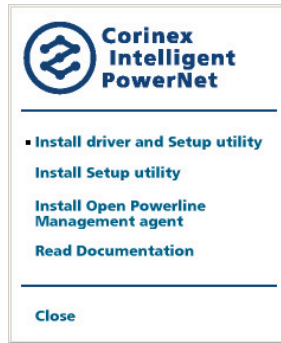 Corinex
Intelligent
PowerNet
Install driver and Setup utility
Install Setup utility
Install Open Powerline
Management agent
Read Documentation
Close